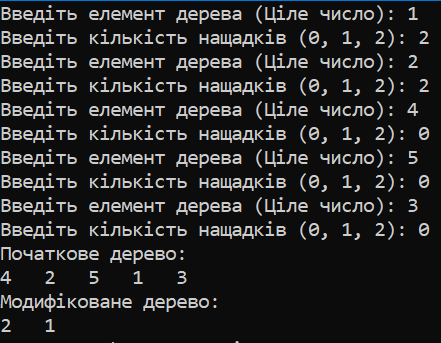 Введіть елемент дерева (Ціле число): 1
Введіть кількість нащадків (0, 1, 2): 2
Введіть елемент дерева (Ціле число): 2
Введіть кількість нащадків (0, 1, 2): 2
Введіть елемент дерева (Ціле число): 4
Введіть кількість нащадків (0, 1, 2): 0
Введіть елемент дерева (Ціле число): 5
Введіть кількість нащадків (0, 1, 2): 0
Введіть елемент дерева (Ціле число): 3
Введіть кількість нащадків (0, 1, 2): 0
Початкове дерево:
4   2   5   1   3
Модифіковане дерево:
2   1